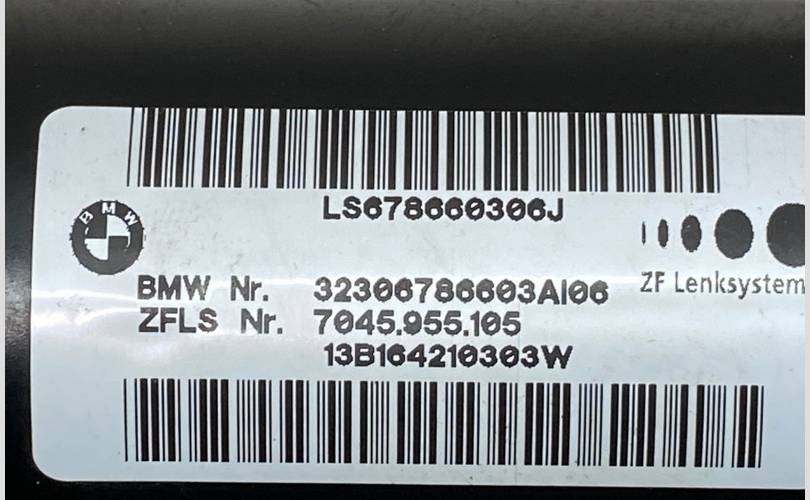 LS678660306J
BMW
BMW Nr. 32306786603AI06
ZF Lenksystem
ZFLS Nr. 7045.955.105
13B164210303W